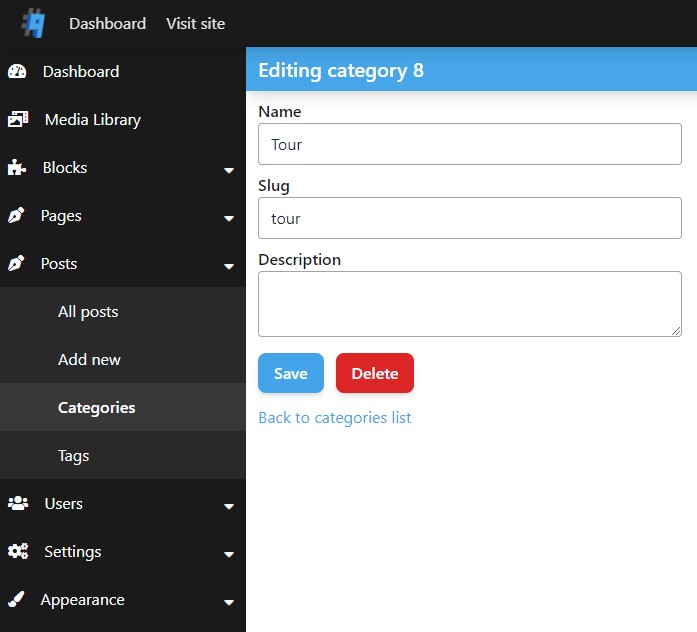 Dashboard Visit site
Dashboard
Media Library
Blocks
Pages
Posts
All posts
Add new
Categories
Tags
Users
Settings
Appearance
Editing category 8
Name
Tour
Slug
tour
Description
Save Delete
Back to categories list